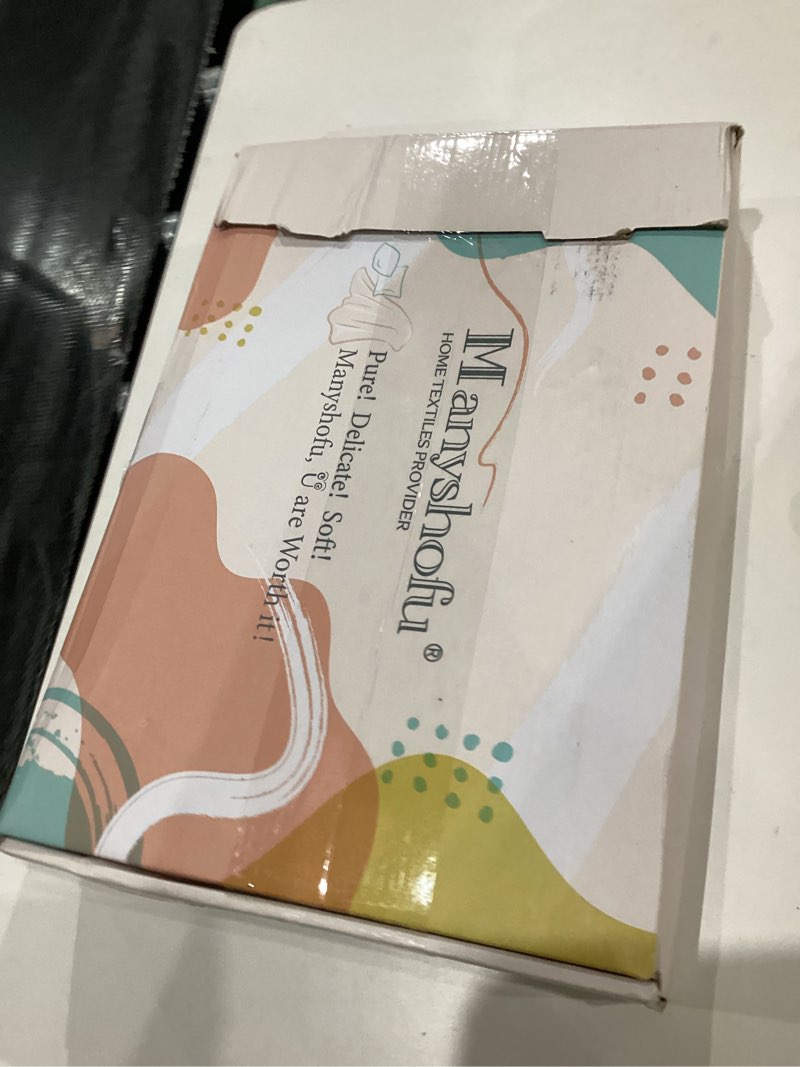 Manyshofu®
HOME TEXTILES PROVIDER
Pure! Delicate! Soft!
Manyshofu, U are Worth it!